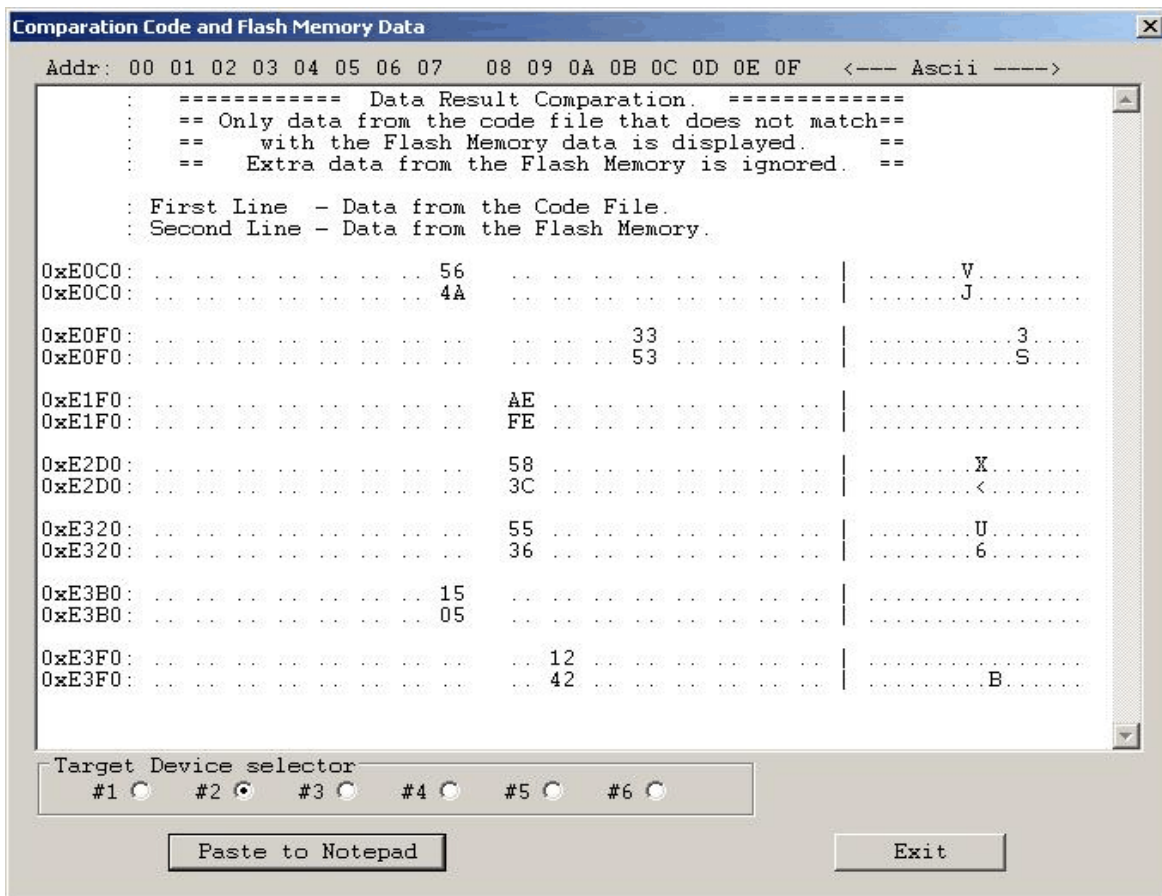 Comparation Code and Flash Memory Data
Addr: 00 01 02 03 04 05 06 07 08 09 0A 0B 0C 0D 0E 0F <--- Ascii ---->
: ============ Data Result Comparation. =============
: == Only data from the code file that does not match==
: == with the Flash Memory data is displayed. ==
: == Extra data from the Flash Memory is ignored. ==
: First Line - Data from the Code File.
: Second Line - Data from the Flash Memory.
0xE0C0: .. .. .. .. .. .. .. 56 .. .. .. .. .. .. .. .. | .......V........
0xE0C0: .. .. .. .. .. .. .. 4A .. .. .. .. .. .. .. .. | .......J........
0xE0F0: .. .. .. .. .. .. .. .. .. .. .. 33 .. .. .. .. | ...........3....
0xE0F0: .. .. .. .. .. .. .. .. .. .. .. 53 .. .. .. .. | ...........S....
0xE1F0: .. .. .. .. .. .. .. .. AE .. .. .. .. .. .. .. | ................
0xE1F0: .. .. .. .. .. .. .. .. FE .. .. .. .. .. .. .. | ................
0xE2D0: .. .. .. .. .. .. .. .. 58 .. .. .. .. .. .. .. | ........X.......
0xE2D0: .. .. .. .. .. .. .. .. 3C .. .. .. .. .. .. .. | ........<.......
0xE320: .. .. .. .. .. .. .. .. 55 .. .. .. .. .. .. .. | ........U.......
0xE320: .. .. .. .. .. .. .. .. 36 .. .. .. .. .. .. .. | ........6.......
0xE3B0: .. .. .. .. .. .. .. 15 .. .. .. .. .. .. .. .. | ................
0xE3B0: .. .. .. .. .. .. .. 05 .. .. .. .. .. .. .. .. | ................
0xE3F0: .. .. .. .. .. .. .. .. .. 12 .. .. .. .. .. .. | ................
0xE3F0: .. .. .. .. .. .. .. .. .. 42 .. .. .. .. .. .. | .........B......
Target Device selector
#1 #2 #3 #4 #5 #6
Paste to Notepad Exit